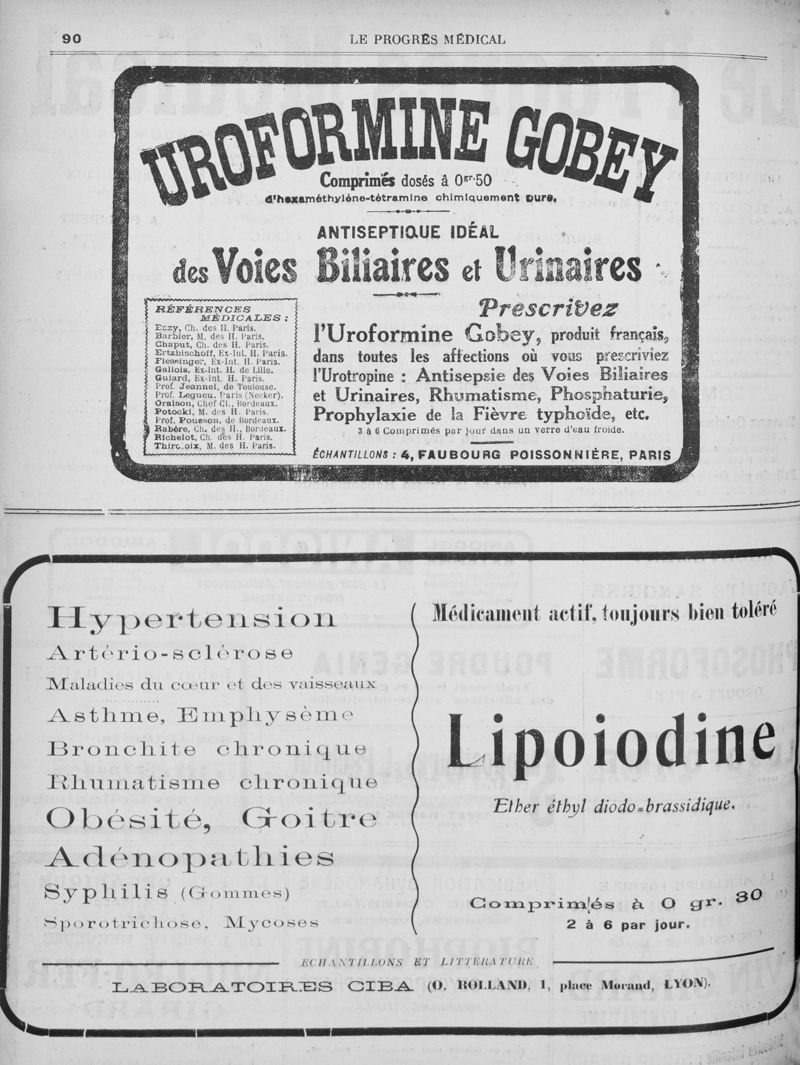 90
LE PROGRÈS MÉDICAL
UROFORMINE GOBEY
Comprimés dosés à 0gr.50
d'hexaméthylène-tétramine chimiquement pure.
ANTISEPTIQUE IDÉAL
des Voies Biliaires et Urinaires
RÉFÉRENCES
MÉDICALES :
Bazy, Ch. des H. Paris.
Barbier, M. des H. Paris.
Chaput, Ch. des H. Paris.
Ertzbischoff, Ex-Int. H. Paris.
Flessinger, Ex-Int. H. Paris.
Gallois, Ex-Int. H. de Lille.
Guiard, Ex-Int. H. Paris.
Prof. Jeannel, de Toulouse.
Prof. Legueu, Paris (Necker).
Oraison, Chef Cl., Bordeaux.
Potocki, M. des H. Paris.
Prof. Pousson, de Bordeaux.
Rabère, Ch. des H., Bordeaux.
Richelot, Ch. des H. Paris.
Thiroloix, M. des H. Paris.
Prescrivez
l'Uroformine Gobey, produit français,
dans toutes les affections où vous prescriviez
l'Urotropine : Antisepsie des Voies Biliaires
et Urinaires, Rhumatisme, Phosphaturie,
Prophylaxie de la Fièvre typhoïde, etc.
3 à 6 Comprimés par jour dans un verre d'eau froide.
ÉCHANTILLONS : 4, FAUBOURG POISSONNIÈRE, PARIS
Hypertension
Artério-sclérose
Maladies du cœur et des vaisseaux
Asthme, Emphysème
Bronchite chronique
Rhumatisme chronique
Obésité, Goitre
Adénopathies
Syphilis (Gommes)
Sporotrichose, Mycoses
Médicament actif, toujours bien toléré
Lipoiodine
Ether éthyl diodo-brassidique.
Comprimés à 0 gr. 30
2 à 6 par jour.
ECHANTILLONS ET LITTÉRATURE
LABORATOIRES CIBA (O. ROLLAND, 1, place Morand, LYON).